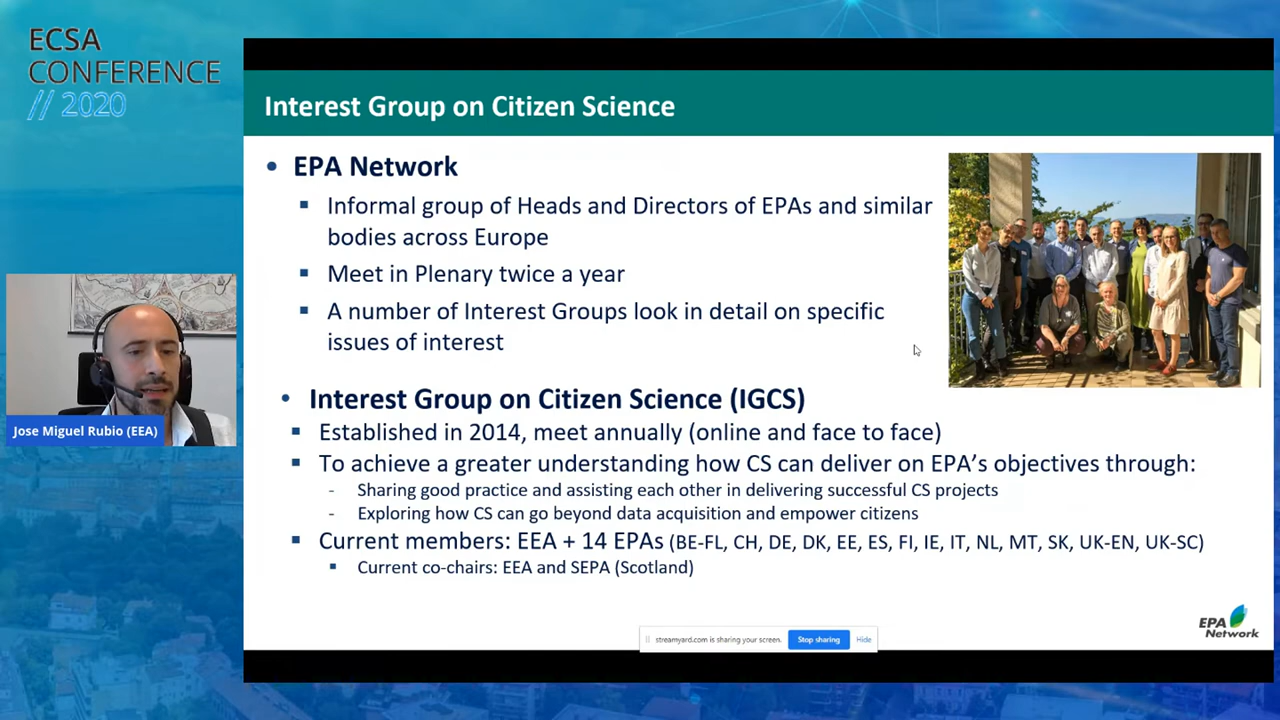 ECSA
CONFERENCE
// 2020
Interest Group on Citizen Science
• EPA Network
▪ Informal group of Heads and Directors of EPAs and similar
bodies across Europe
▪ Meet in Plenary twice a year
▪ A number of Interest Groups look in detail on specific
issues of interest
• Interest Group on Citizen Science (IGCS)
▪ Established in 2014, meet annually (online and face to face)
▪ To achieve a greater understanding how CS can deliver on EPA's objectives through:
- Sharing good practice and assisting each other in delivering successful CS projects
- Exploring how CS can go beyond data acquisition and empower citizens
▪ Current members: EEA + 14 EPAs (BE-FL, CH, DE, DK, EE, ES, FI, IE, IT, NL, MT, SK, UK-EN, UK-SC)
▪ Current co-chairs: EEA and SEPA (Scotland)
Jose Miguel Rubio (EEA)
EPA
Network
streamyard.com is sharing your screen. Stop sharing Hide